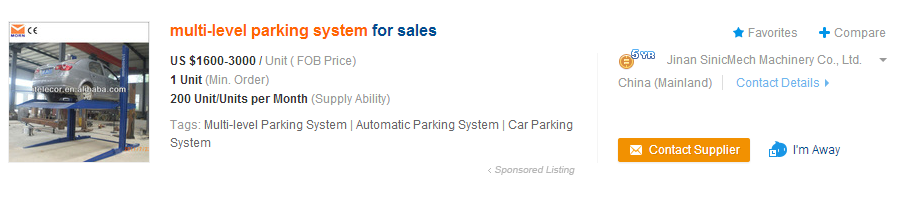 MORN CE
multi-level parking system for sales
Favorites
Compare
US $1600-3000 / Unit ( FOB Price)
5 YR
Jinan SinicMech Machinery Co., Ltd.
1 Unit (Min. Order)
China (Mainland)
Contact Details
itetecor.en.alibaba.com
200 Unit/Units per Month (Supply Ability)
Tags: Multi-level Parking System | Automatic Parking System | Car Parking
System
Contact Supplier
I'm Away
Sponsored Listing